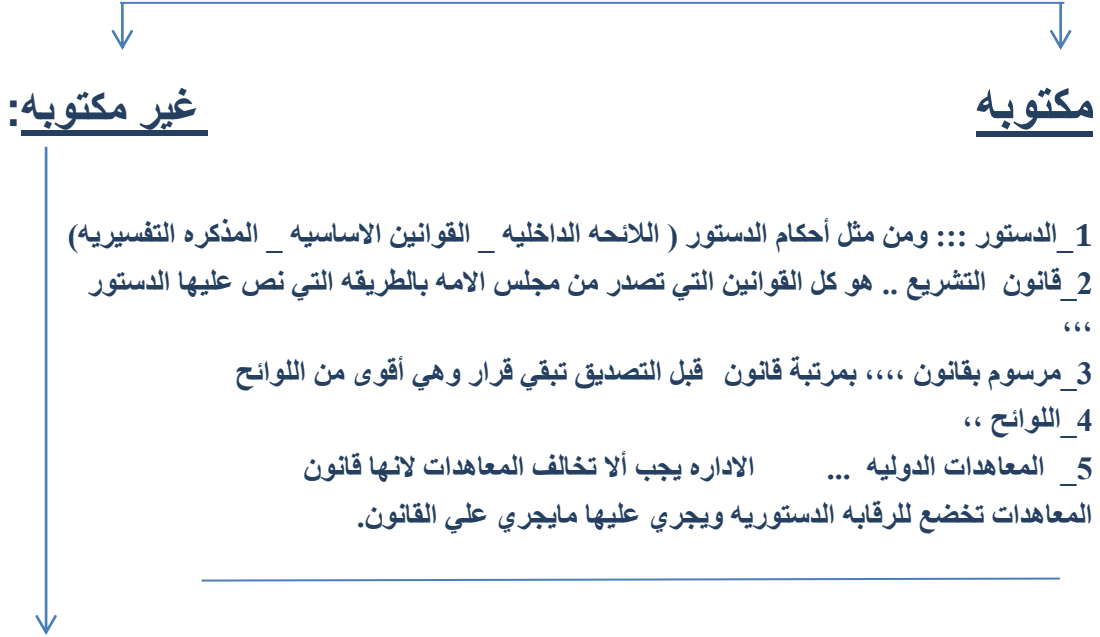 مكتوبه
غير مكتوبه:
1_الدستور ::: ومن مثل أحكام الدستور ( اللائحه الداخليه _ القوانين الاساسيه _ المذكره التفسيريه)
2_قانون التشريع .. هو كل القوانين التي تصدر من مجلس الامه بالطريقه التي نص عليها الدستور
،،،
3_مرسوم بقانون ،،،، بمرتبة قانون قبل التصديق تبقي قرار وهي أقوى من اللوائح
4_اللوائح ،،
5_ المعاهدات الدوليه ... الاداره يجب ألا تخالف المعاهدات لانها قانون
المعاهدات تخضع للرقابه الدستوريه ويجري عليها مايجري علي القانون.